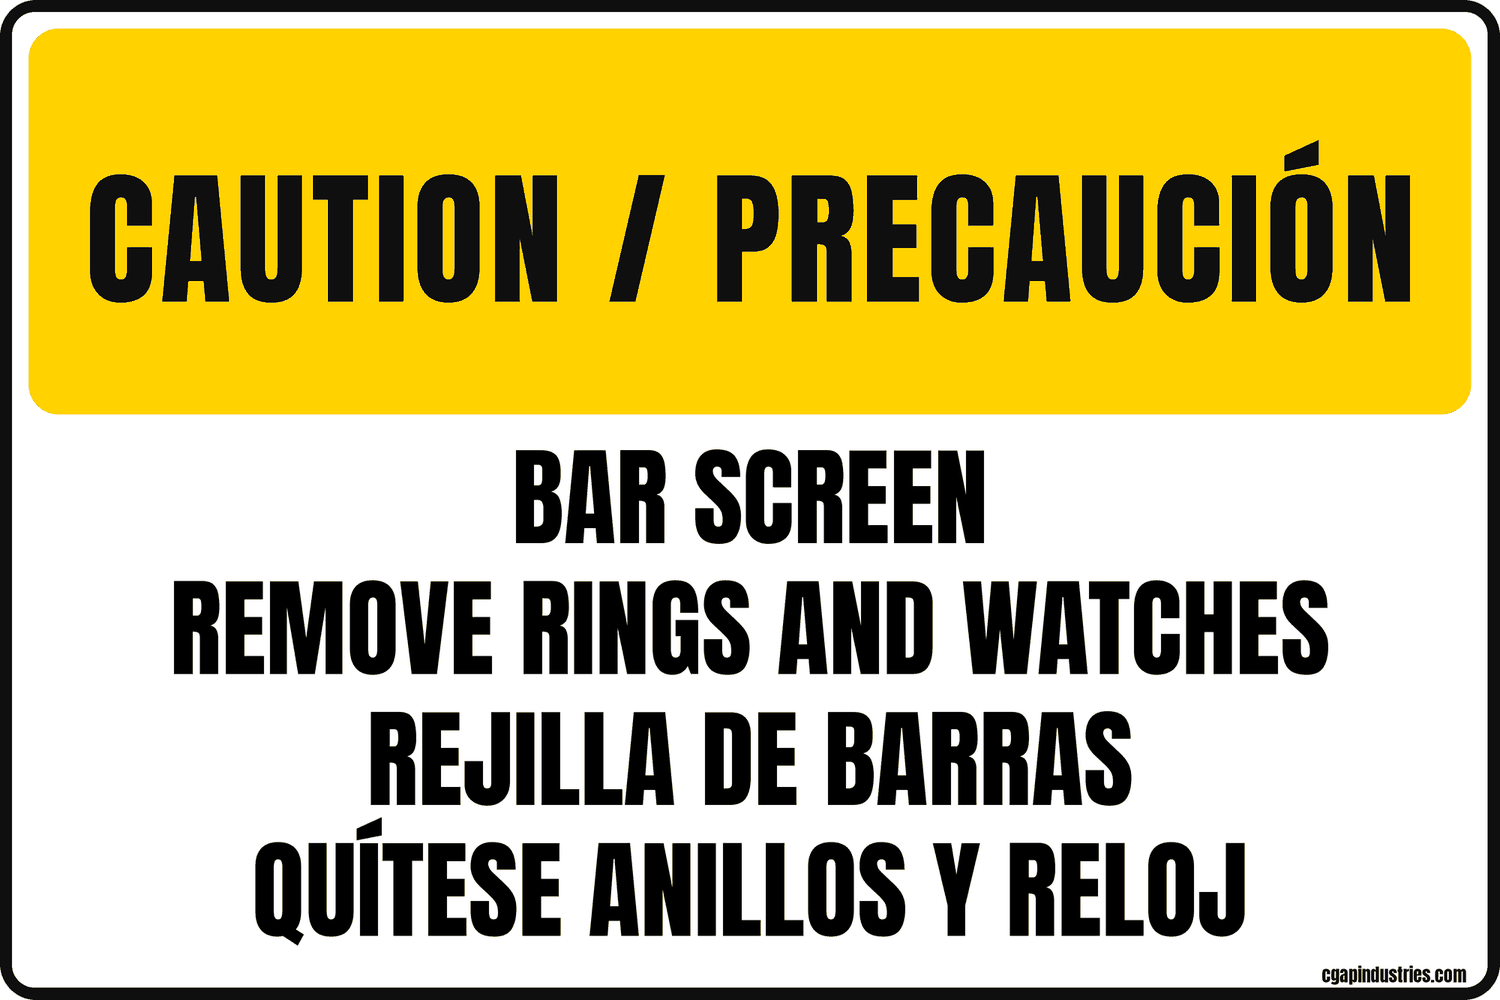 CAUTION / PRECAUCIÓN
BAR SCREEN
REMOVE RINGS AND WATCHES
REJILLA DE BARRAS
QUÍTESE ANILLOS Y RELOJ
cgapindustries.com